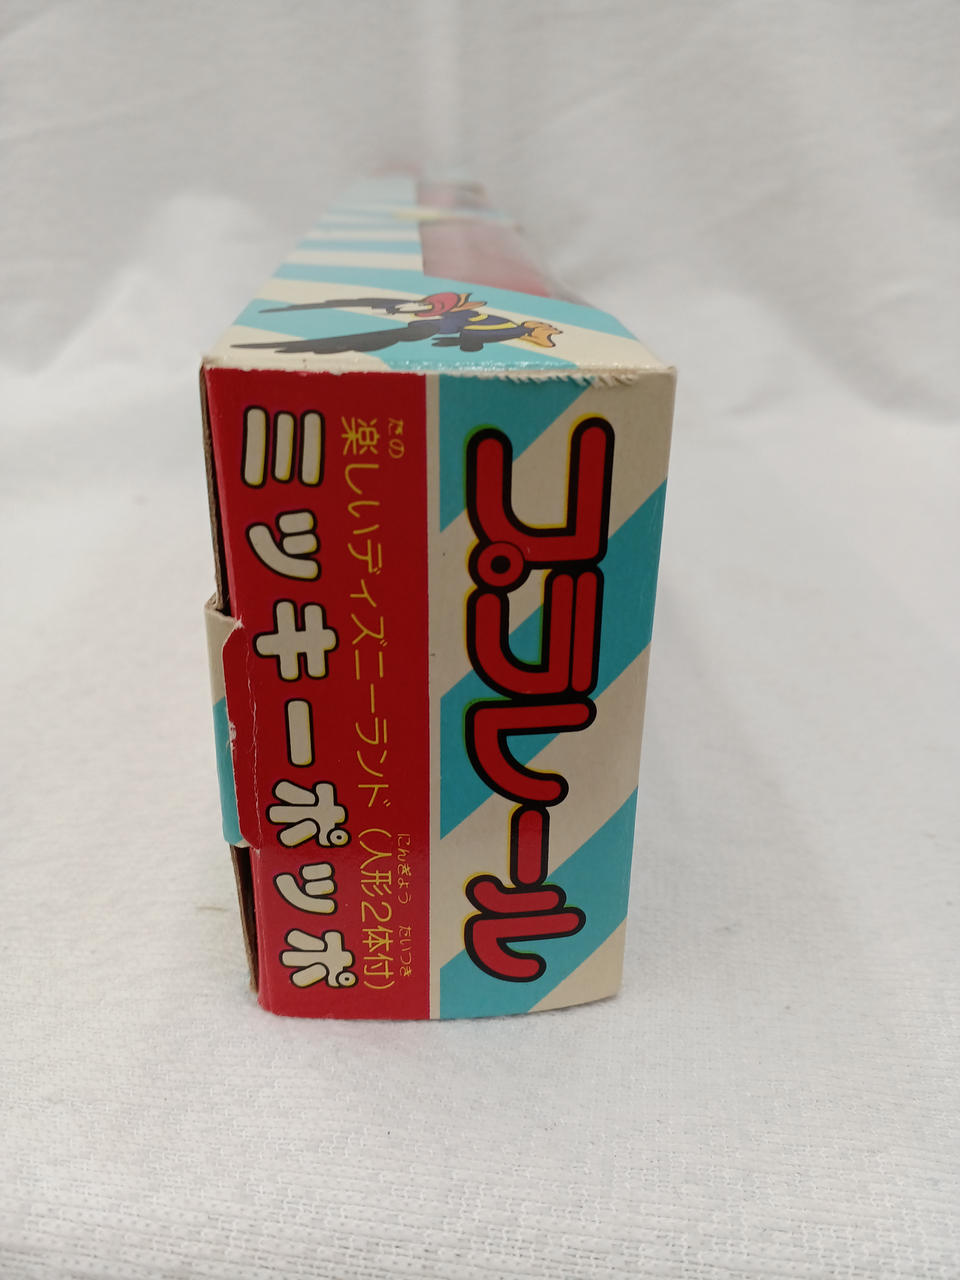 プラレール
楽しいディズニーランド(人形2体付)
たの
にんぎょう
たいつき
ミッキーポッポ